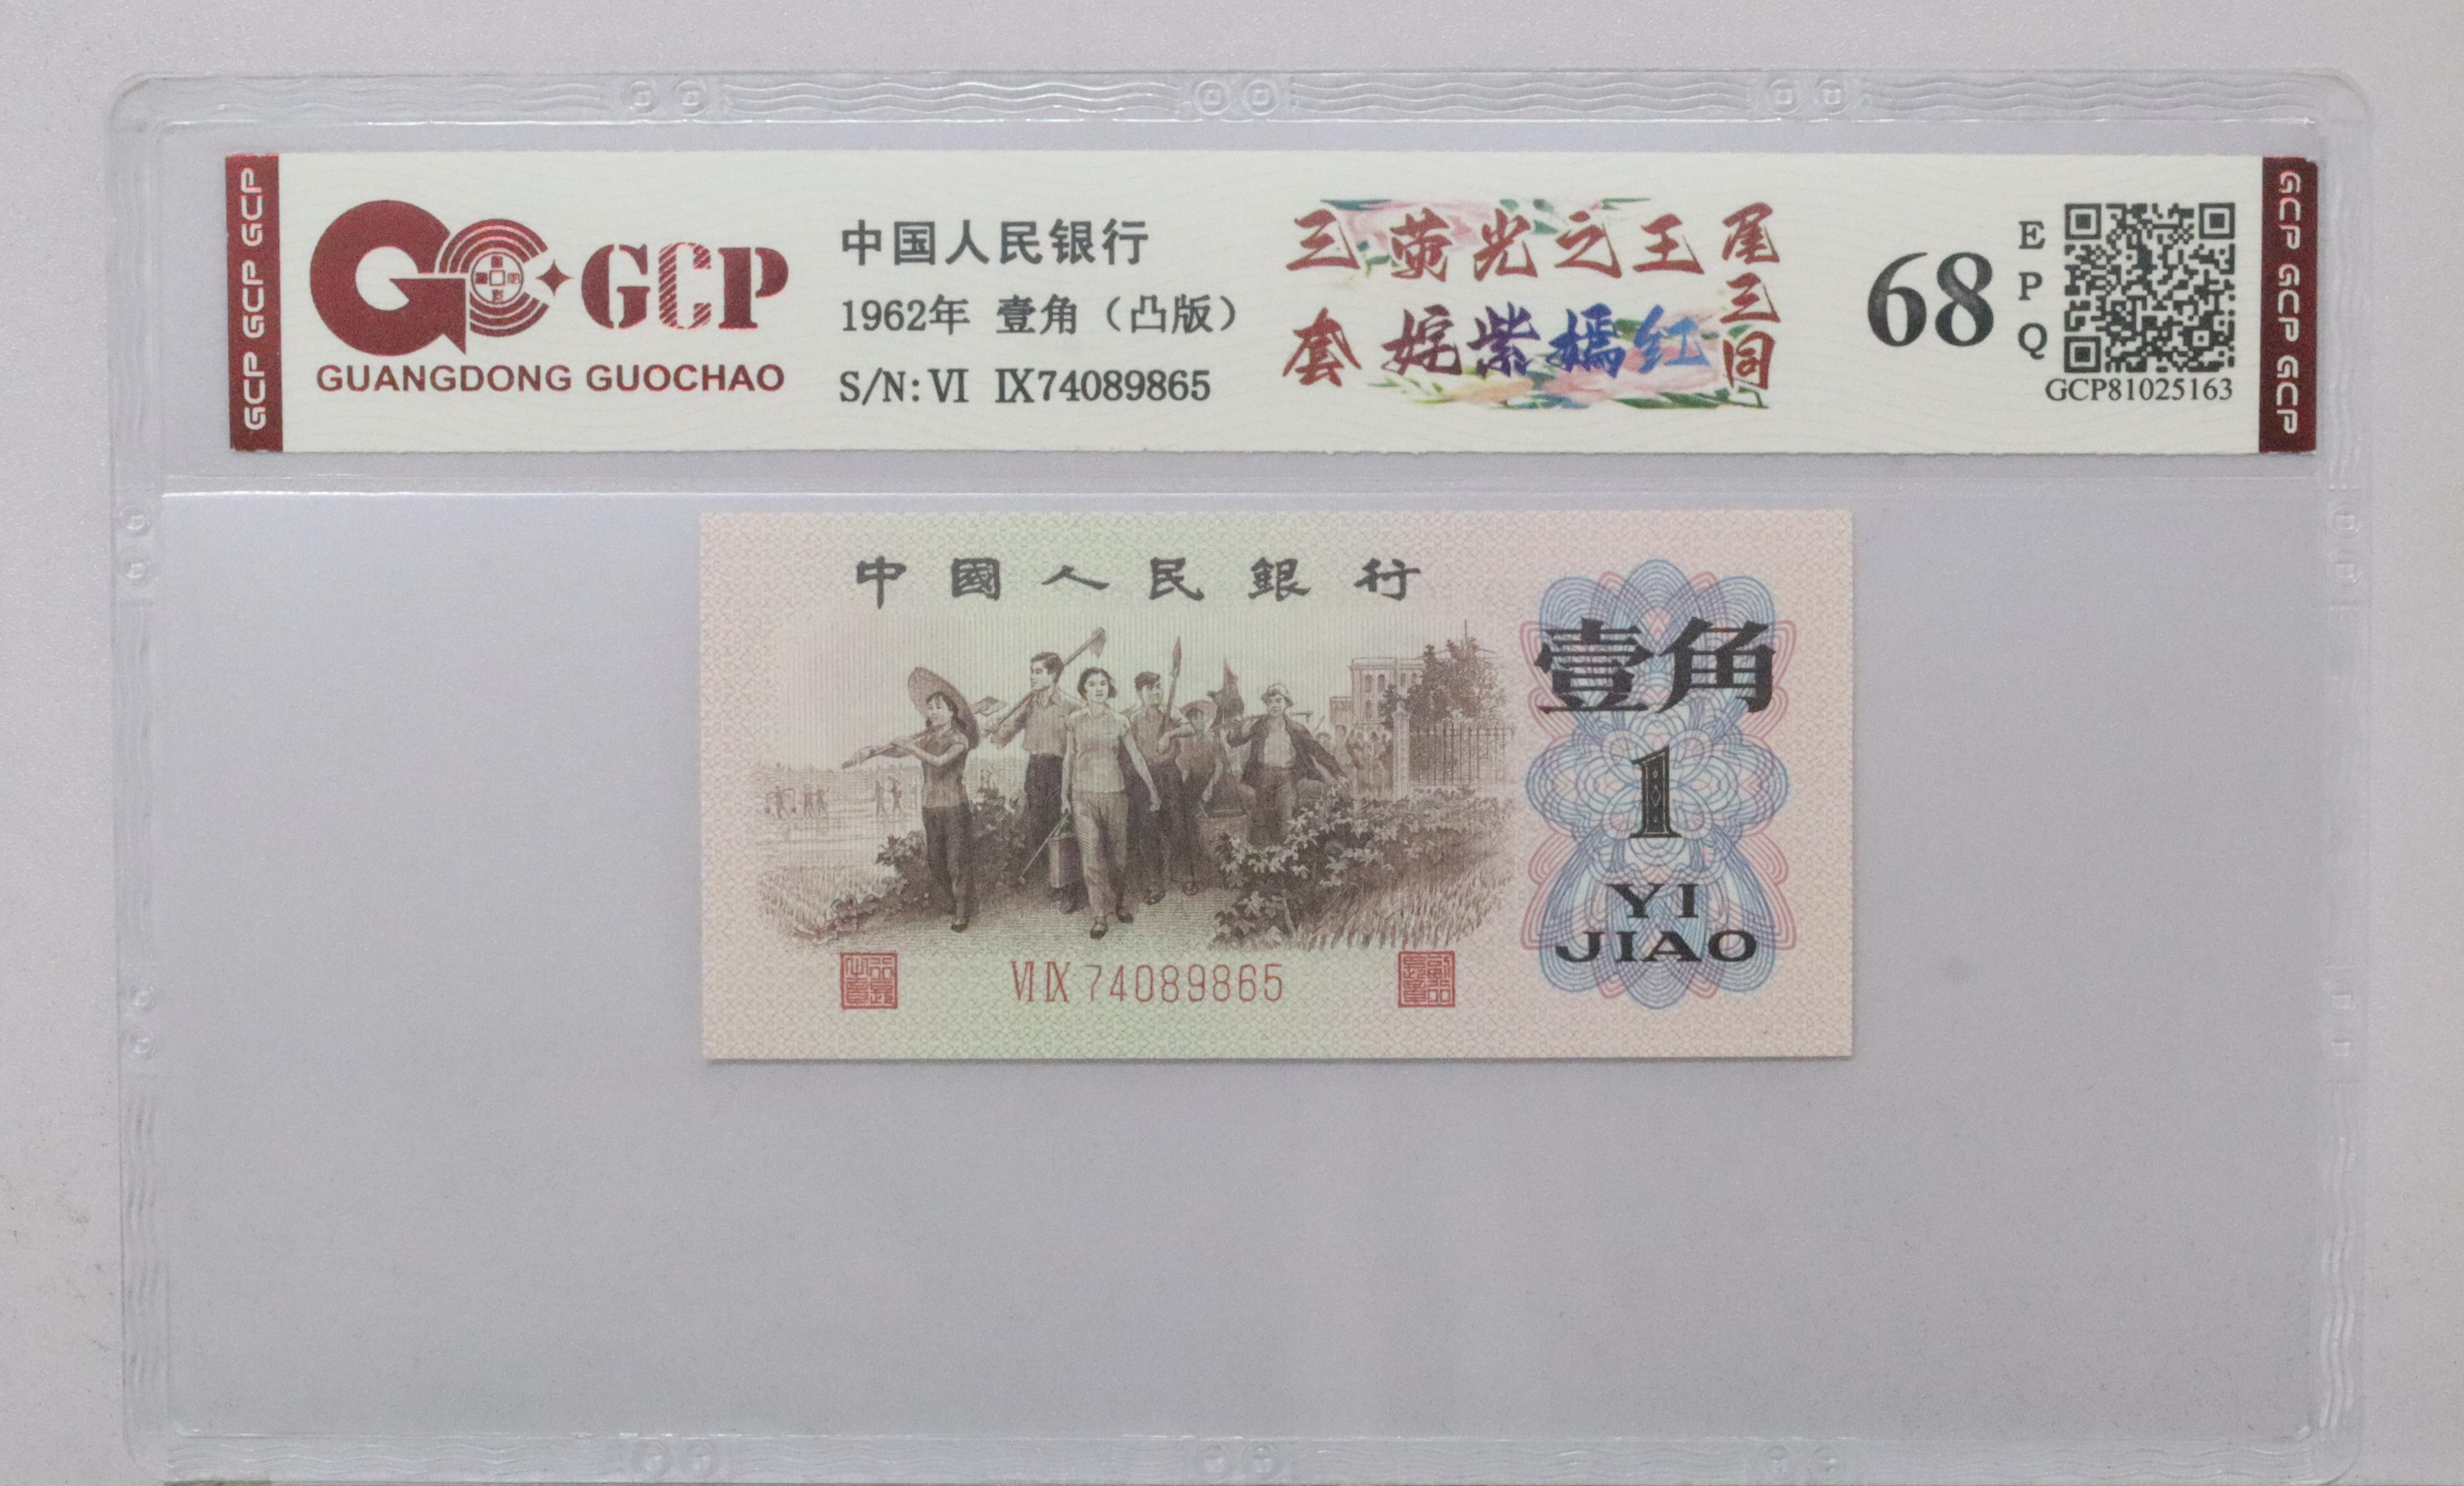 GCP GCP GCP
GCP
GUANGDONG GUOCHAO
中国人民银行
1962年 壹角（凸版）
S/N: VI IX74089865
三套
荧光之王
姹紫嫣红
尾三同
68
EPQ
GCP81025163
GCP GCP GCP
中國人民銀行
壹角
1
YI
JIAO
VI IX 74089865